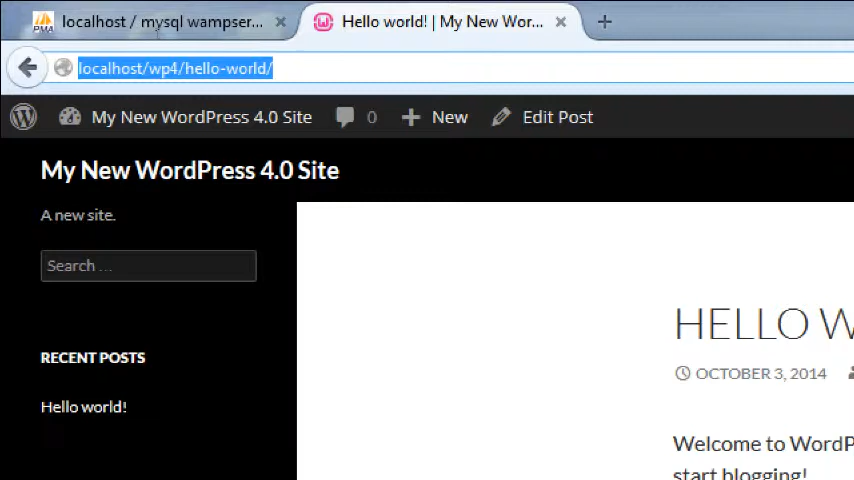 PMA localhost / mysql wampser...
Hello world! | My New Wor...
localhost/wp4/hello-world/
My New WordPress 4.0 Site 0 New Edit Post
My New WordPress 4.0 Site
A new site.
Search ...
HELLO W
RECENT POSTS
OCTOBER 3, 2014
Hello world!
Welcome to WordP
start blogging!